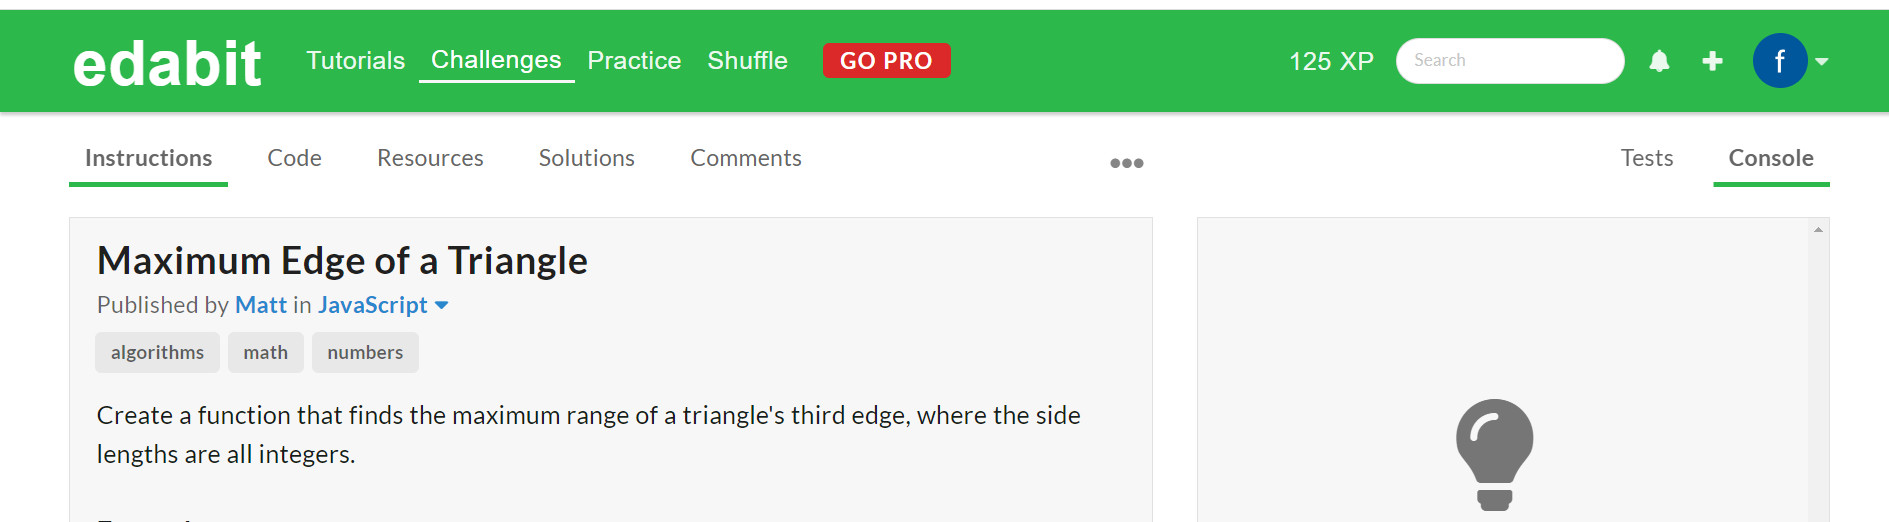 edabit Tutorials Challenges Practice Shuffle GO PRO 125 XP Search f
Instructions Code Resources Solutions Comments Tests Console
Maximum Edge of a Triangle
Published by Matt in JavaScript
algorithms math numbers
Create a function that finds the maximum range of a triangle's third edge, where the side
lengths are all integers.